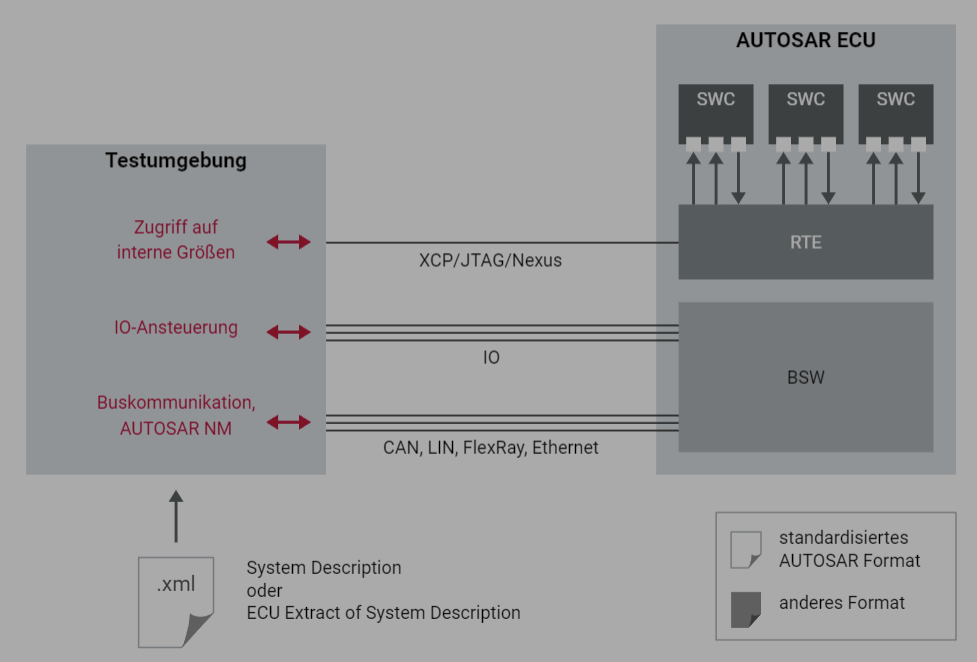 AUTOSAR ECU
SWC
SWC
SWC
Testumgebung
Zugriff auf
interne Größen
RTE
XCP/JTAG/Nexus
IO-Ansteuerung
IO
BSW
Buskommunikation,
AUTOSAR NM
CAN, LIN, FlexRay, Ethernet
.xml
System Description
oder
ECU Extract of System Description
standardisiertes
AUTOSAR Format
anderes Format